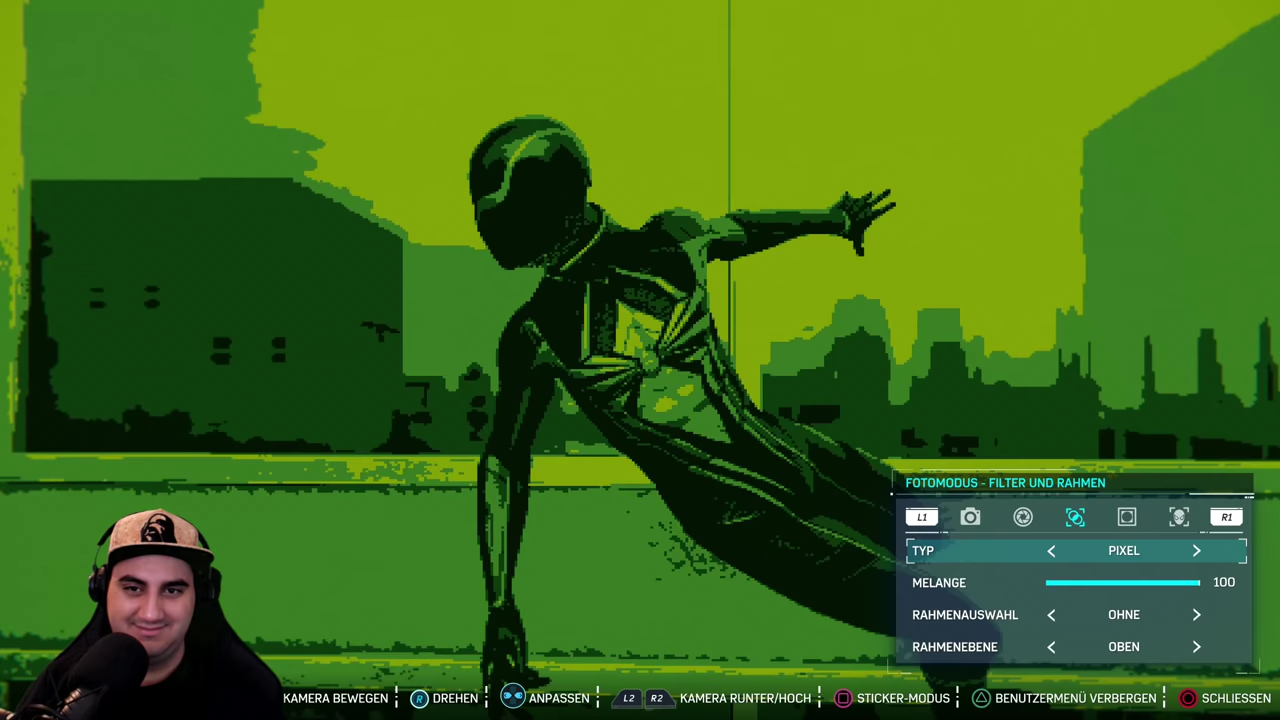 FOTOMODUS - FILTER UND RAHMEN
L1 R1
TYP PIXEL
MELANGE 100
RAHMENAUSWAHL OHNE
RAHMENEBENE OBEN
KAMERA BEWEGEN R DREHEN ANPASSEN L2 R2 KAMERA RUNTER/HOCH STICKER-MODUS BENUTZERMENÜ VERBERGEN SCHLIESSEN